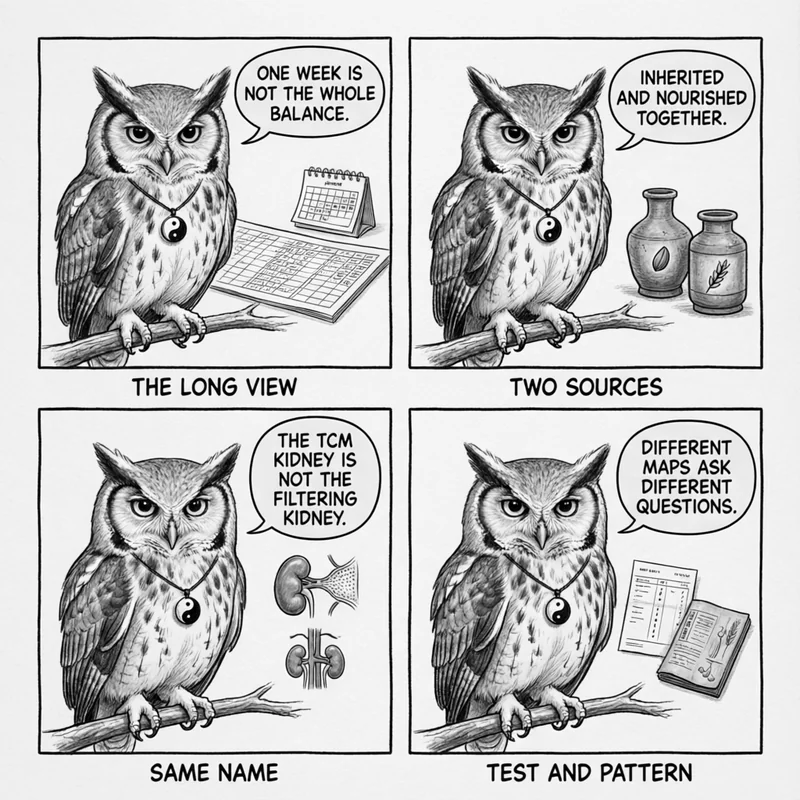 ONE WEEK IS
NOT THE WHOLE
BALANCE.
INHERITED
AND NOURISHED
TOGETHER.
THE LONG VIEW
TWO SOURCES
THE TCM
KIDNEY IS
NOT THE
FILTERING
KIDNEY.
DIFFERENT
MAPS ASK
DIFFERENT
QUESTIONS.
SAME NAME
TEST AND PATTERN